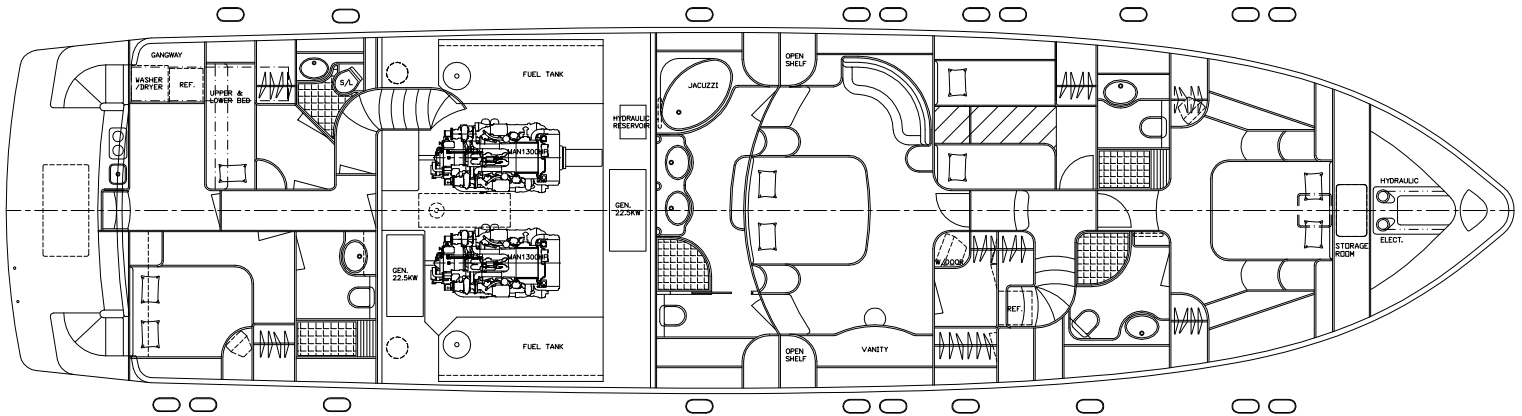 GANGWAY
WASHER
/DRYER
REF.
UPPER &
LOWER BED
S/L
FUEL TANK
HYDRAULIC
RESERVOIR
MAN1300HP
JACUZZI
OPEN
SHELF
GEN.
22.5KW
HYDRAULIC
ELECT.
STORAGE
ROOM
GEN.
22.5KW
MAN1300HP
W.DOOR
REF.
FUEL TANK
OPEN
SHELF
VANITY